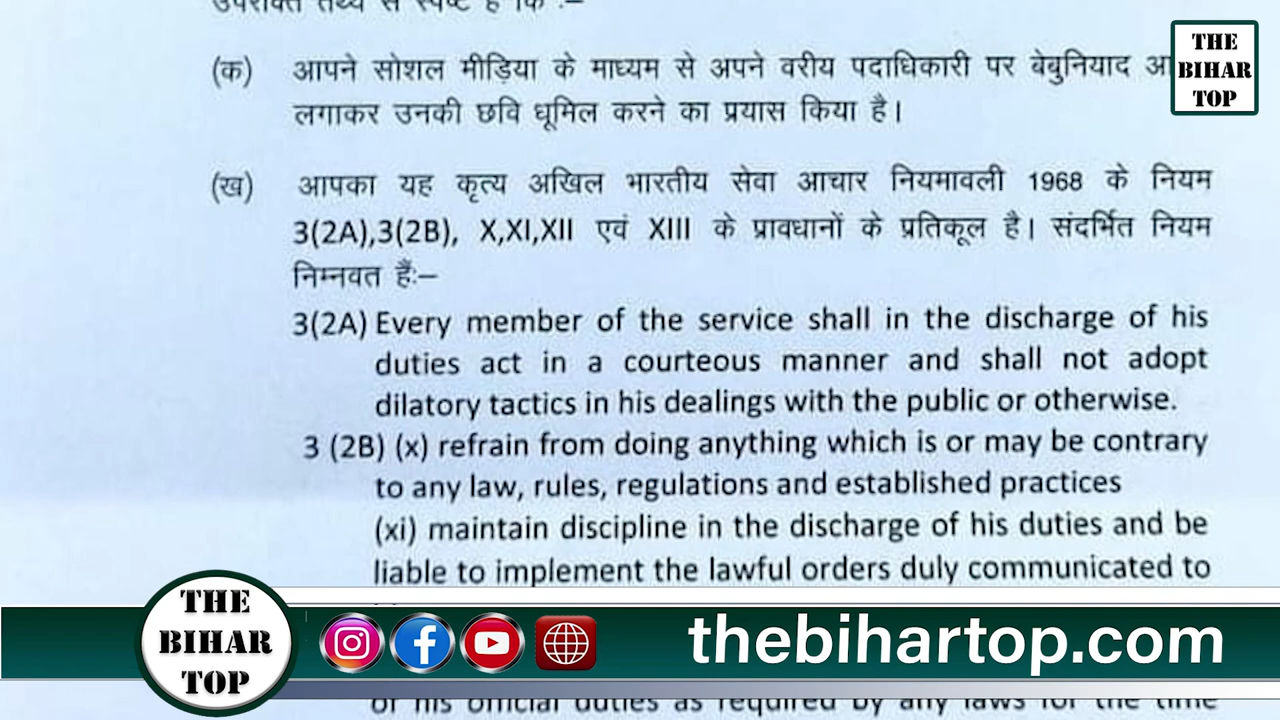 उपरोक्त तथ्य से स्पष्ट है कि :–
THE
BIHAR
TOP
(क) आपने सोशल मीड़िया के माध्यम से अपने वरीय पदाधिकारी पर बेबुनियाद
लगाकर उनकी छवि धूमिल करने का प्रयास किया है।
(ख) आपका यह कृत्य अखिल भारतीय सेवा आचार नियमावली 1968 के नियम
3(2A),3(2B), X,XI,XII एवं XIII के प्रावधानों के प्रतिकूल है। संदर्भित नियम
निम्नवत हैं:–
3(2A) Every member of the service shall in the discharge of his
duties act in a courteous manner and shall not adopt
dilatory tactics in his dealings with the public or otherwise.
3 (2B) (x) refrain from doing anything which is or may be contrary
to any law, rules, regulations and established practices
(xi) maintain discipline in the discharge of his duties and be
liable to implement the lawful orders duly communicated to
THE
BIHAR
TOP
thebihartop.com
of his official duties as required by any laws for the time